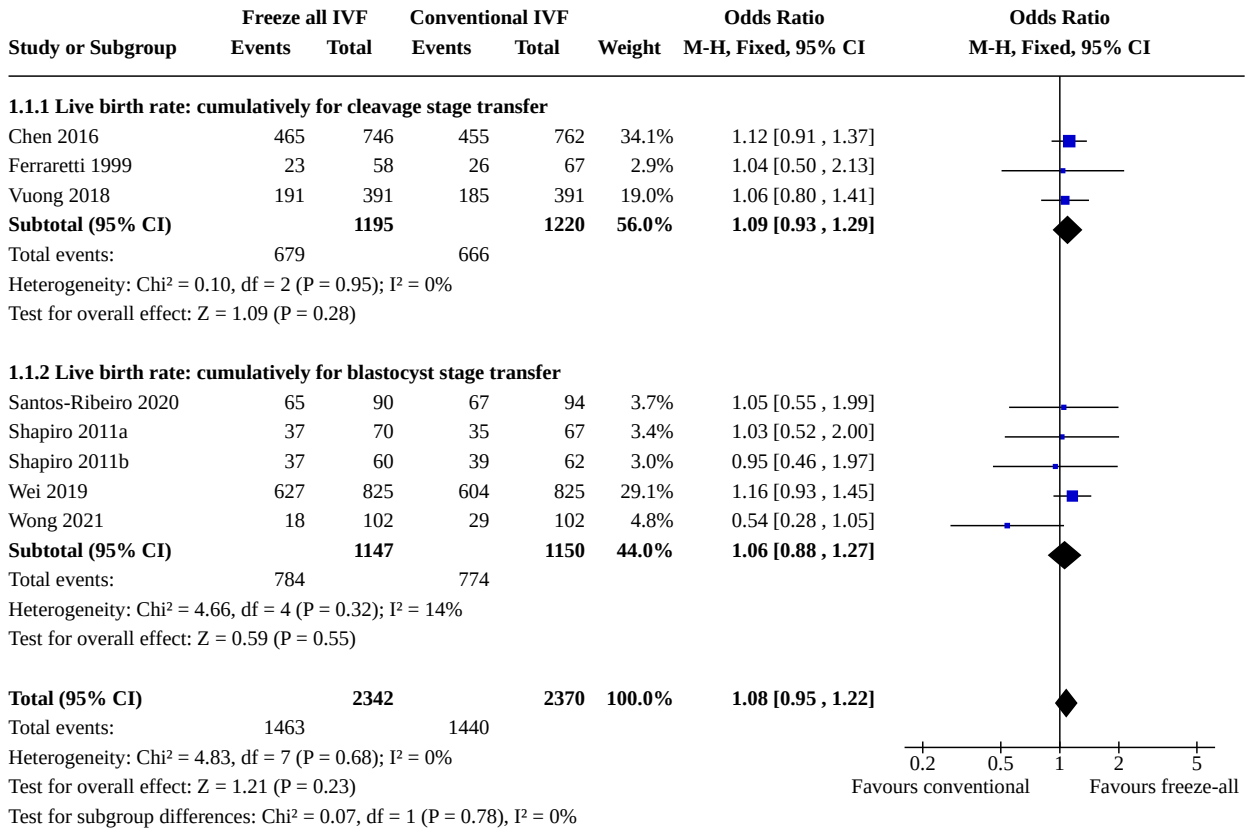 Freeze all IVF Conventional IVF Odds Ratio Odds Ratio
Study or Subgroup Events Total Events Total Weight M-H, Fixed, 95% CI M-H, Fixed, 95% CI
1.1.1 Live birth rate: cumulatively for cleavage stage transfer
Chen 2016 465 746 455 762 34.1% 1.12 [0.91 , 1.37]
Ferraretti 1999 23 58 26 67 2.9% 1.04 [0.50 , 2.13]
Vuong 2018 191 391 185 391 19.0% 1.06 [0.80 , 1.41]
Subtotal (95% CI) 1195 1220 56.0% 1.09 [0.93 , 1.29]
Total events: 679 666
Heterogeneity: Chi² = 0.10, df = 2 (P = 0.95); I² = 0%
Test for overall effect: Z = 1.09 (P = 0.28)
1.1.2 Live birth rate: cumulatively for blastocyst stage transfer
Santos-Ribeiro 2020 65 90 67 94 3.7% 1.05 [0.55 , 1.99]
Shapiro 2011a 37 70 35 67 3.4% 1.03 [0.52 , 2.00]
Shapiro 2011b 37 60 39 62 3.0% 0.95 [0.46 , 1.97]
Wei 2019 627 825 604 825 29.1% 1.16 [0.93 , 1.45]
Wong 2021 18 102 29 102 4.8% 0.54 [0.28 , 1.05]
Subtotal (95% CI) 1147 1150 44.0% 1.06 [0.88 , 1.27]
Total events: 784 774
Heterogeneity: Chi² = 4.66, df = 4 (P = 0.32); I² = 14%
Test for overall effect: Z = 0.59 (P = 0.55)
Total (95% CI) 2342 2370 100.0% 1.08 [0.95 , 1.22]
Total events: 1463 1440
Heterogeneity: Chi² = 4.83, df = 7 (P = 0.68); I² = 0%
0.2 0.5 1 2 5
Test for overall effect: Z = 1.21 (P = 0.23)
Favours conventional Favours freeze-all
Test for subgroup differences: Chi² = 0.07, df = 1 (P = 0.78), I² = 0%